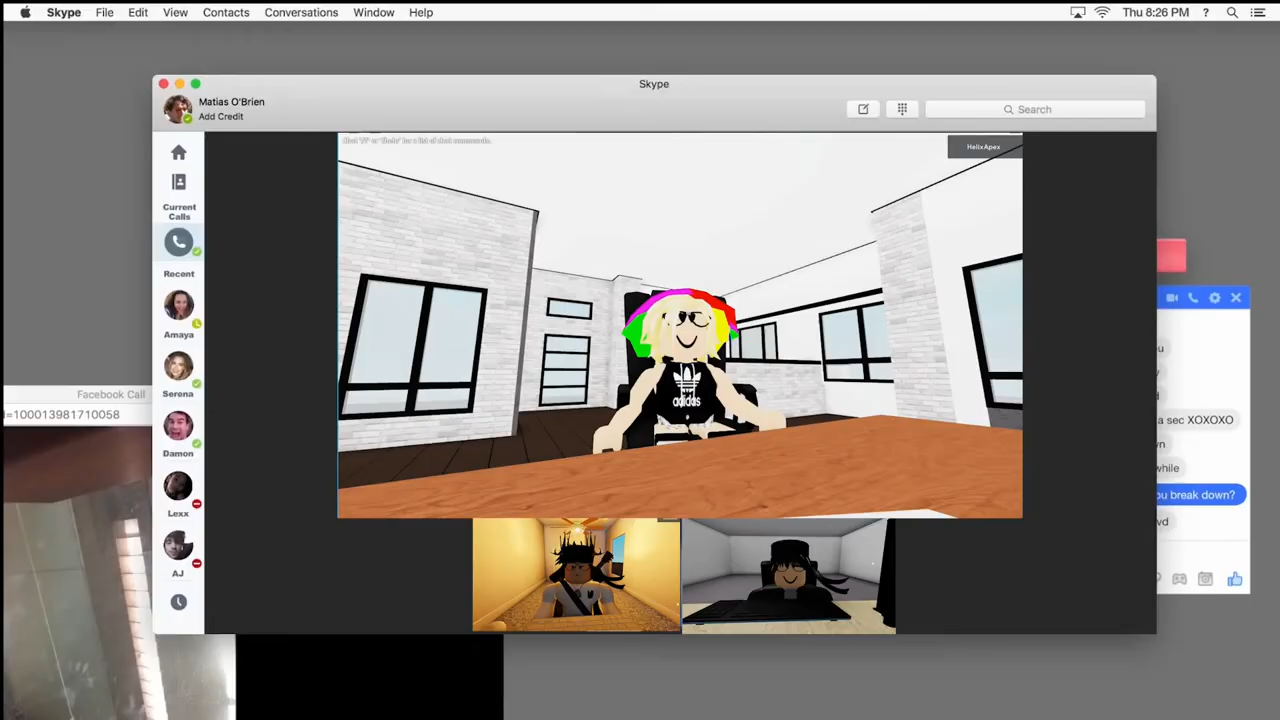 Skype File Edit View Contacts Conversations Window Help
Thu 8:26 PM ?
Skype
Matias O'Brien
Add Credit
Search
HelixApex
Current
Calls
Recent
Amaya
Serena
Damon
Lexx
AJ
adidas
Facebook Call
=100013981710058
a sec XOXOXO
while
ou break down?